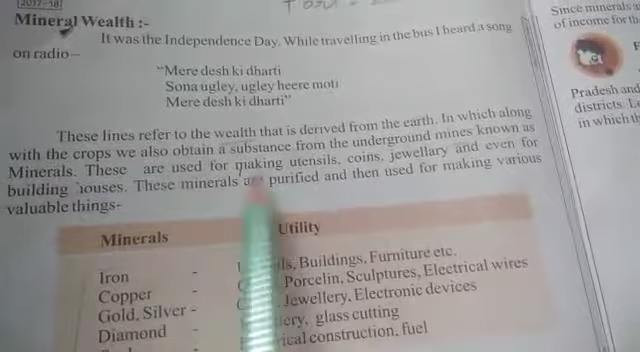 2017-18
Mineral Wealth :-
It was the Independence Day. While travelling in the bus I heard a song
on radio –
"Mere desh ki dharti
Sona ugley, ugley heere moti
Mere desh ki dharti"
These lines refer to the wealth that is derived from the earth. In which along
with the crops we also obtain a substance from the underground mines known as
Minerals. These are used for making utensils, coins, jewellary and even for
building houses. These minerals are purified and then used for making various
valuable things-
Minerals Utility
Iron - ls, Buildings, Furniture etc.
Copper - Porcelin, Sculptures, Electrical wires
Gold, Silver - Jewellery, Electronic devices
Diamond - ery, glass cutting
rical construction, fuel
Since minerals a
of income for th
F
Pradesh and
districts. L
in which th